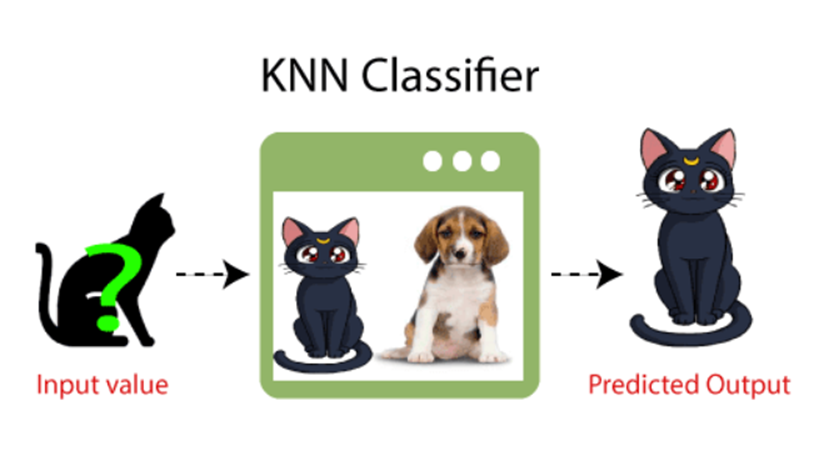 KNN Classifier
?
Input value
Predicted Output